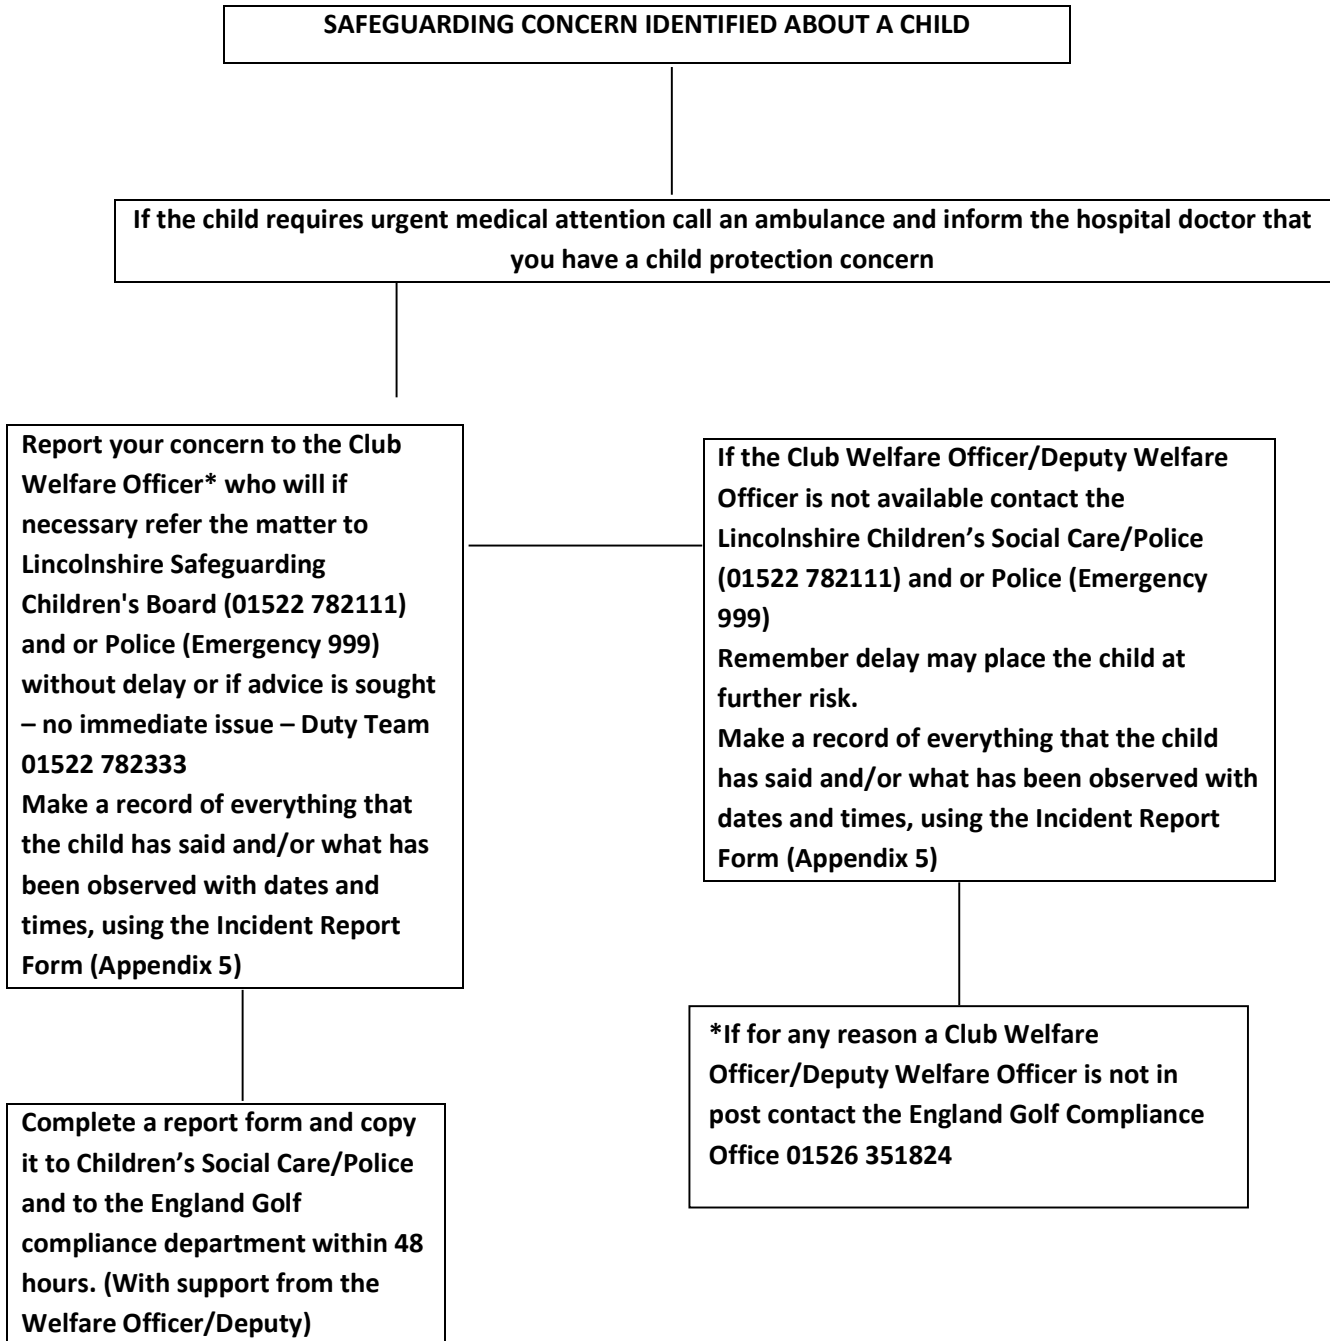 SAFEGUARDING CONCERN IDENTIFIED ABOUT A CHILD
If the child requires urgent medical attention call an ambulance and inform the hospital doctor that
you have a child protection concern
Report your concern to the Club
Welfare Officer* who will if
necessary refer the matter to
Lincolnshire Safeguarding
Children's Board (01522 782111)
and or Police (Emergency 999)
without delay or if advice is sought
– no immediate issue – Duty Team
01522 782333
Make a record of everything that
the child has said and/or what has
been observed with dates and
times, using the Incident Report
Form (Appendix 5)
If the Club Welfare Officer/Deputy Welfare
Officer is not available contact the
Lincolnshire Children’s Social Care/Police
(01522 782111) and or Police (Emergency
999)
Remember delay may place the child at
further risk.
Make a record of everything that the child
has said and/or what has been observed with
dates and times, using the Incident Report
Form (Appendix 5)
*If for any reason a Club Welfare
Officer/Deputy Welfare Officer is not in
post contact the England Golf Compliance
Office 01526 351824
Complete a report form and copy
it to Children’s Social Care/Police
and to the England Golf
compliance department within 48
hours. (With support from the
Welfare Officer/Deputy)